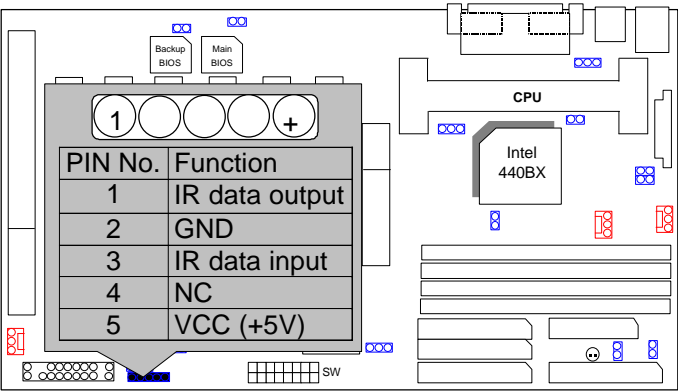 Backup
BIOS
Main
BIOS
CPU
1
+
Intel
440BX
PIN No. Function
1 IR data output
2 GND
3 IR data input
4 NC
5 VCC (+5V)
SW